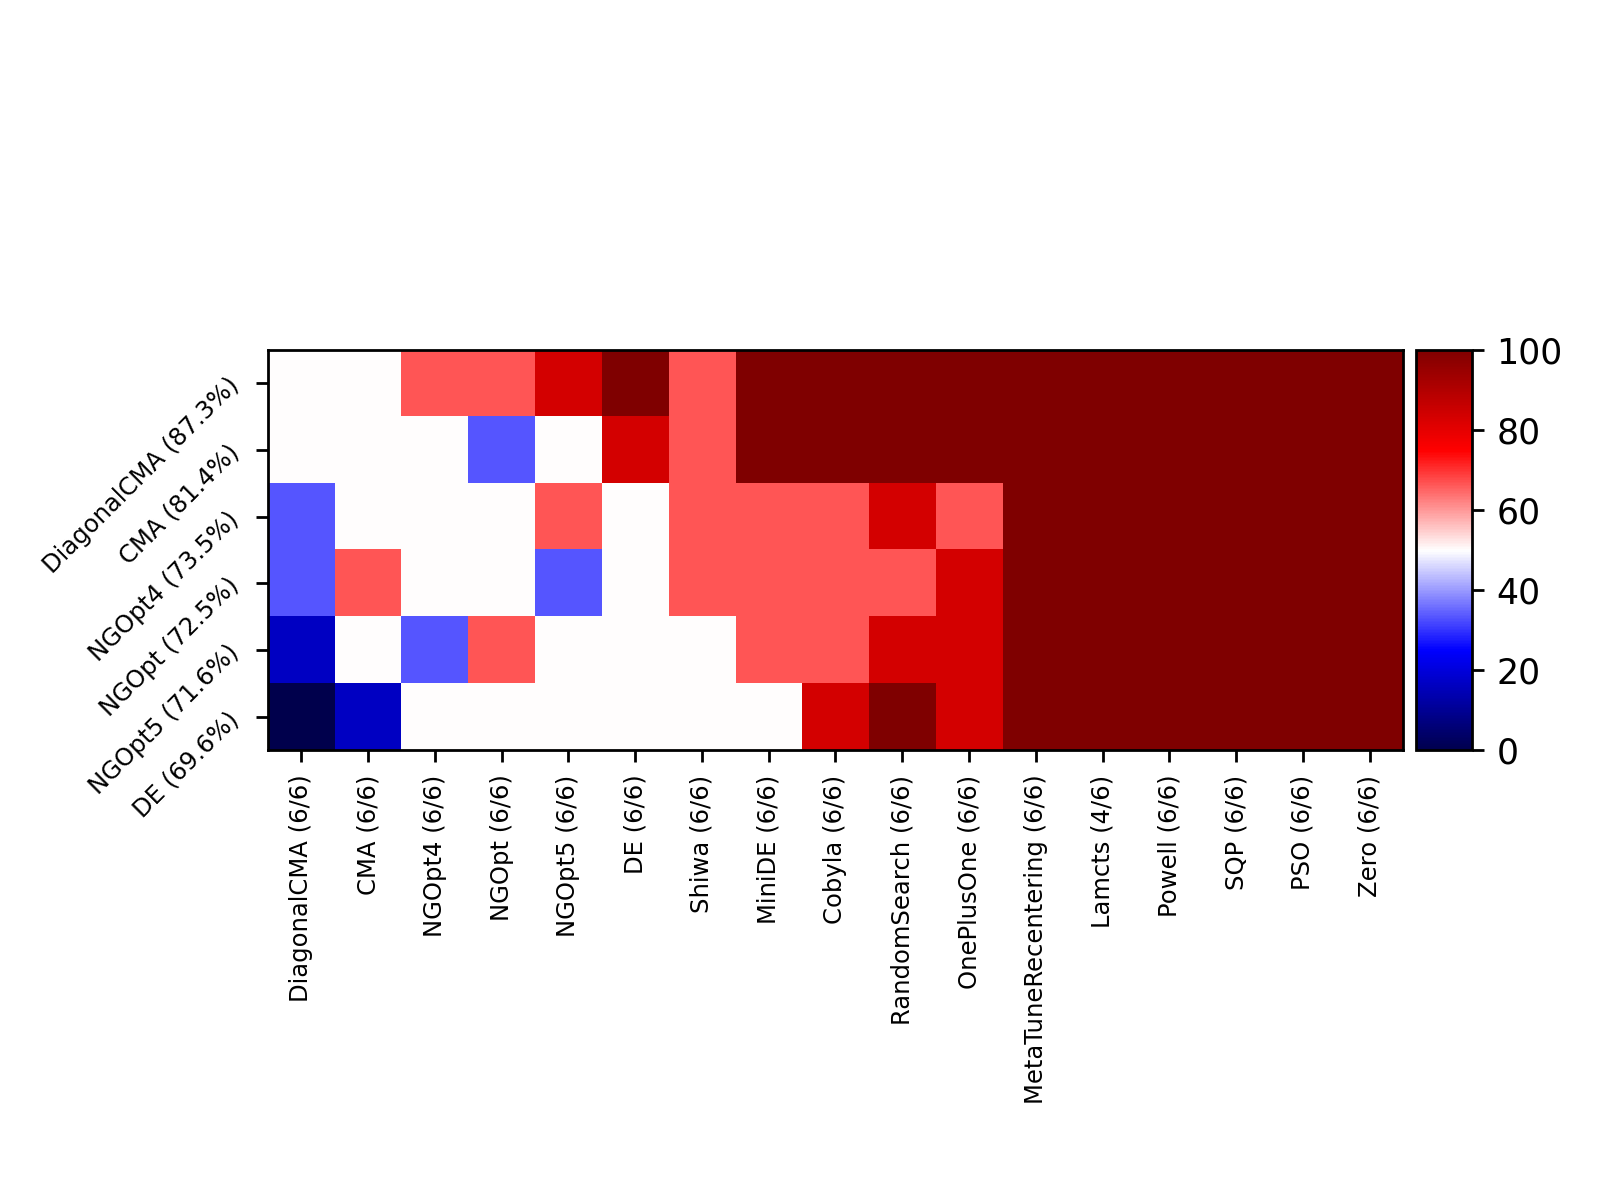 DiagonalCMA (87.3%)
CMA (81.4%)
NGOpt4 (73.5%)
NGOpt (72.5%)
NGOpt5 (71.6%)
DE (69.6%)
DiagonalCMA (6/6)
CMA (6/6)
NGOpt4 (6/6)
NGOpt (6/6)
NGOpt5 (6/6)
DE (6/6)
Shiwa (6/6)
MiniDE (6/6)
Cobyla (6/6)
RandomSearch (6/6)
OnePlusOne (6/6)
MetaTuneRecentering (6/6)
Lamcts (4/6)
Powell (6/6)
SQP (6/6)
PSO (6/6)
Zero (6/6)
100
80
60
40
20
0